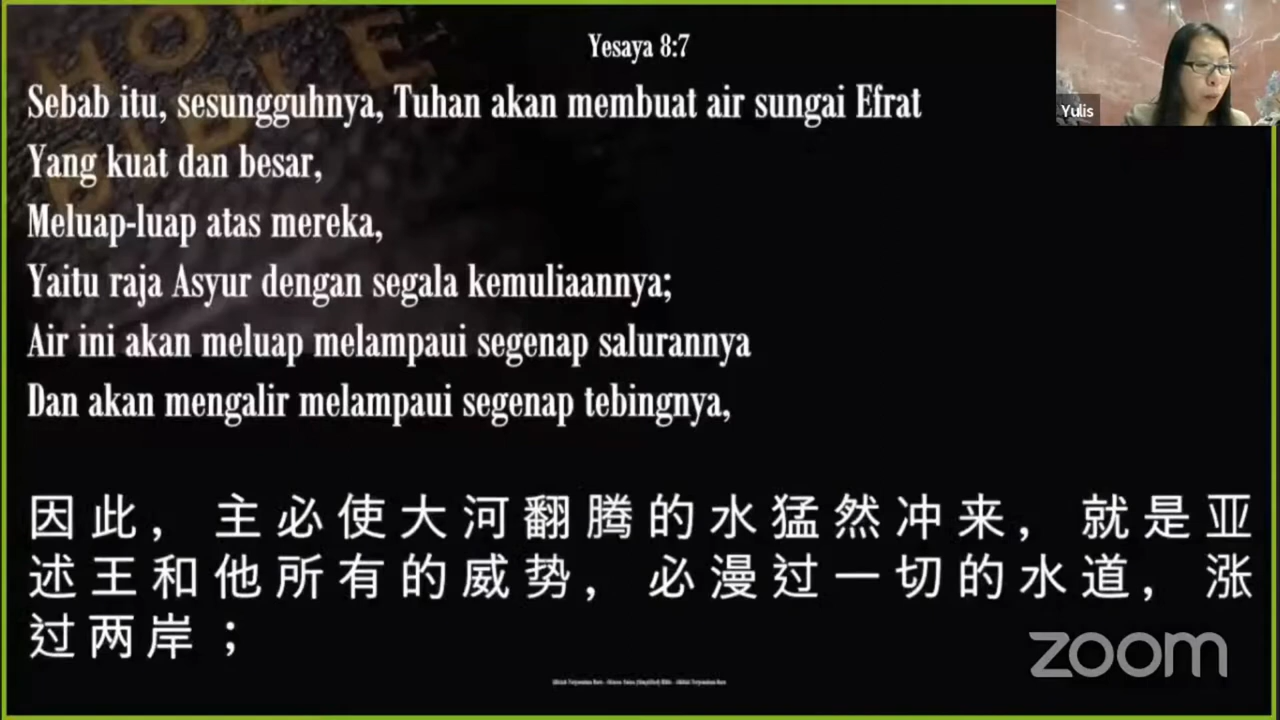 Yesaya 8:7
Sebab itu, sesungguhnya, Tuhan akan membuat air sungai Efrat
Yang kuat dan besar,
Meluap-luap atas mereka,
Yaitu raja Asyur dengan segala kemuliaannya;
Air ini akan meluap melampaui segenap salurannya
Dan akan mengalir melampaui segenap tebingnya,
因此，主必使大河翻腾的水猛然冲来，就是亚
述王和他所有的威势，必漫过一切的水道，涨
过两岸；
Yulis
zoom
HOLY
BIBLE